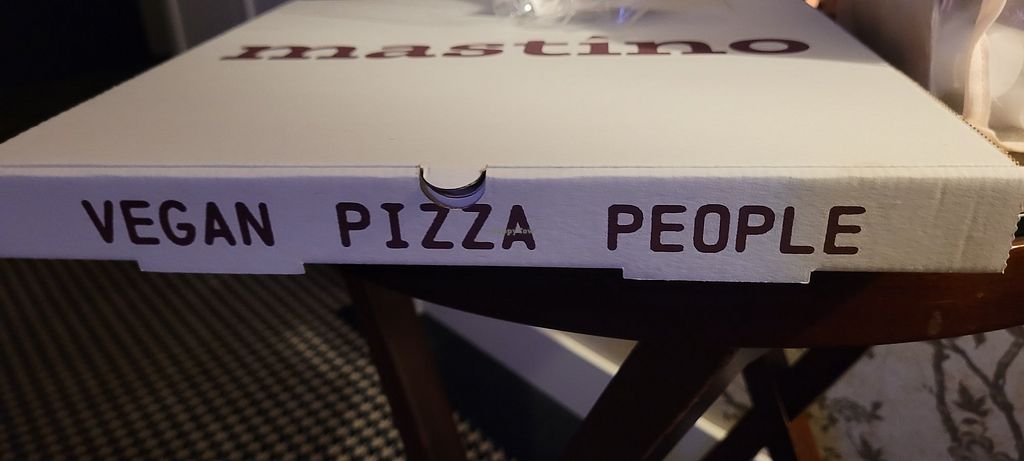 mastino
VEGAN PIZZA PEOPLE